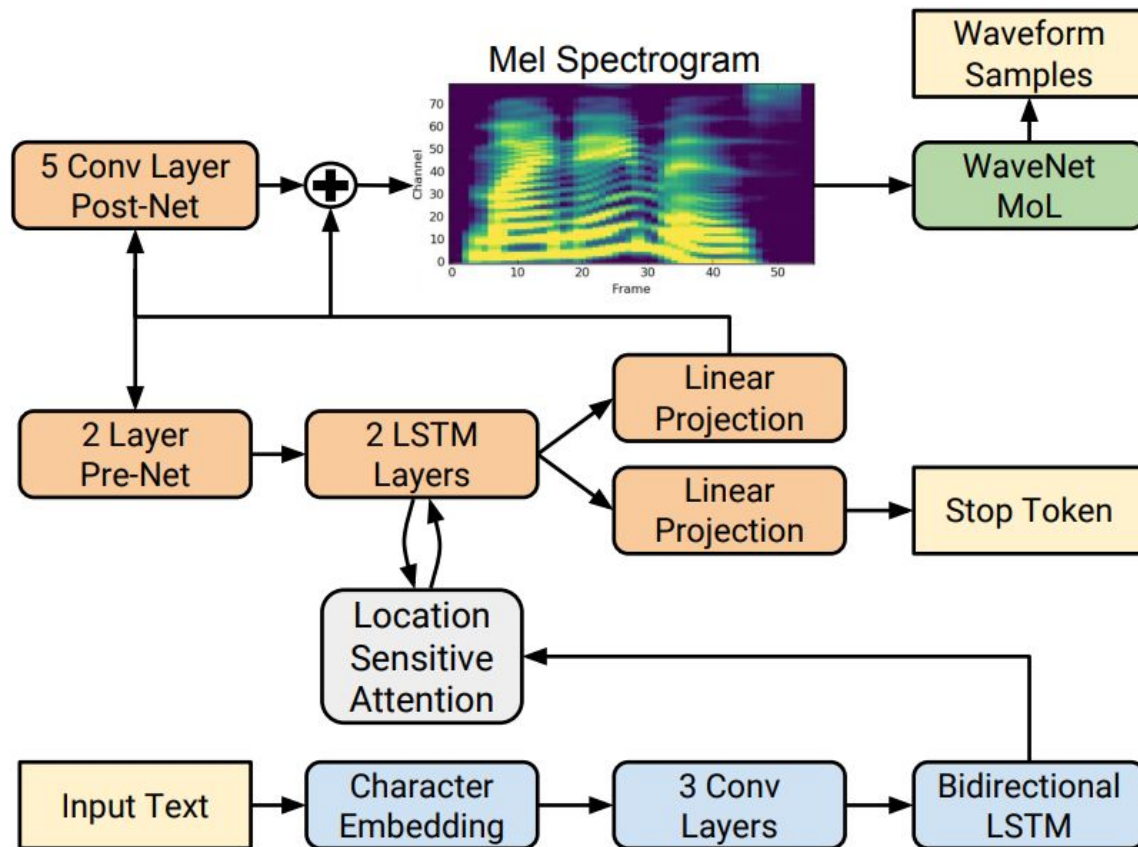 Waveform
Samples
Mel Spectrogram
5 Conv Layer
Post-Net
70
60
50
40
30
20
10
0
Channel
0 10 20 30 40 50
Frame
WaveNet
MoL
Linear
Projection
2 Layer
Pre-Net
2 LSTM
Layers
Linear
Projection
Stop Token
Location
Sensitive
Attention
Input Text
Character
Embedding
3 Conv
Layers
Bidirectional
LSTM